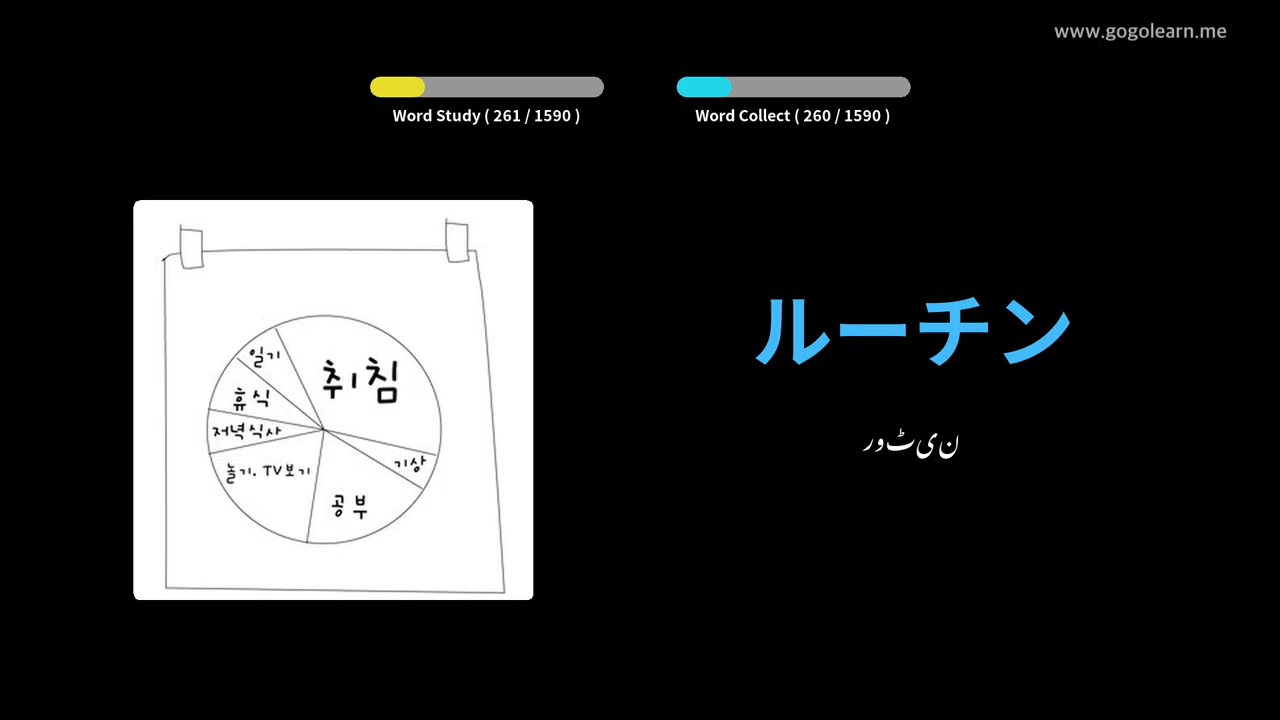 www.gogolearn.me
Word Study ( 261 / 1590 )
Word Collect ( 260 / 1590 )
ルーチン
روٹین
일기
취침
휴식
저녁식사
기상
놀기. TV보기
공부